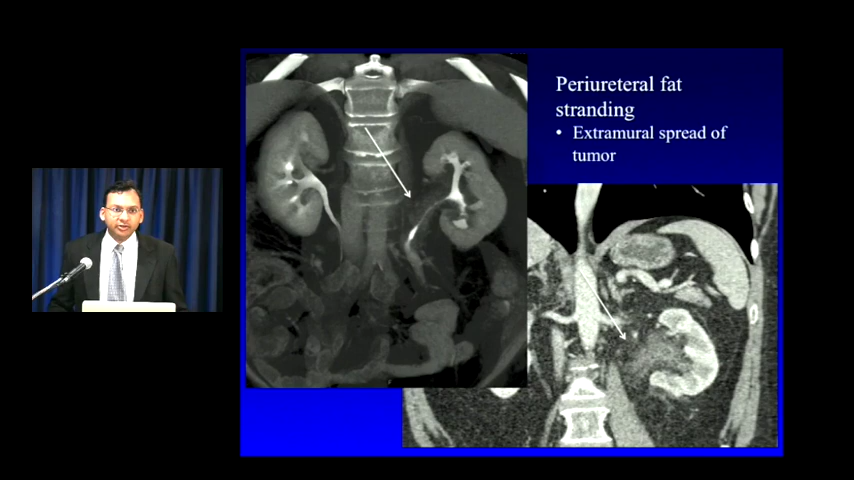 Periureteral fat
stranding
• Extramural spread of
tumor